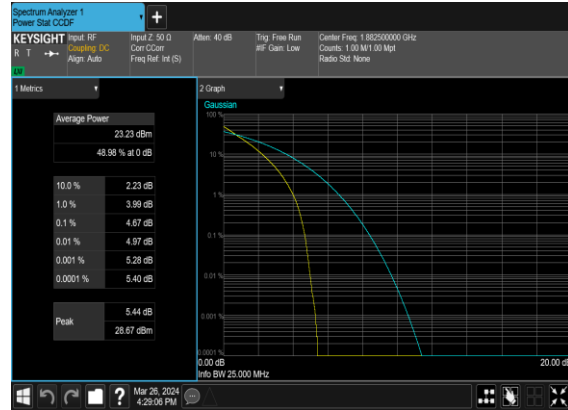 Spectrum Analyzer 1
Power Stat CCDF
KEYSIGHT
R T
LXI
Input: RF
Coupling: DC
Align: Auto
Input Z: 50 Ω
Corr CCorr
Freq Ref: Int (S)
Atten: 40 dB
Trig: Free Run
#IF Gain: Low
Center Freq: 1.882500000 GHz
Counts: 1.00 M/1.00 Mpt
Radio Std: None
1 Metrics
Average Power
23.23 dBm
48.98 % at 0 dB
10.0 % 2.23 dB
1.0 % 3.99 dB
0.1 % 4.67 dB
0.01 % 4.97 dB
0.001 % 5.28 dB
0.0001 % 5.40 dB
Peak 5.44 dB
28.67 dBm
2 Graph
Gaussian
100 %
10 %
1 %
0.1 %
0.01 %
0.001 %
0.0001 %
0.00 dB
20.00 dB
Info BW 25.000 MHz
Mar 26, 2024
4:29:06 PM